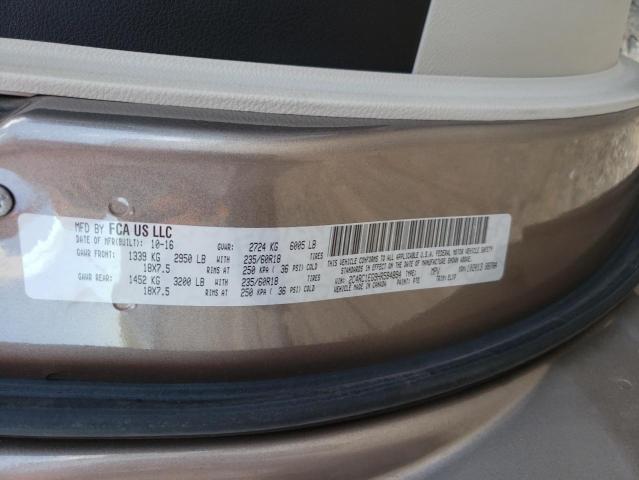 MFD BY FCA US LLC
DATE OF MFR(BUILT): 10-16 GVWR: 2724 KG 6005 LB
GAWR FRONT: 1339 KG 2950 LB WITH 235/60R18 TIRES
18X7.5 RIMS AT 250 KPA ( 36 PSI) COLD
GAWR REAR: 1452 KG 3200 LB WITH 235/60R18 TIRES
18X7.5 RIMS AT 250 KPA ( 36 PSI) COLD
THIS VEHICLE CONFORMS TO ALL APPLICABLE U.S.A. FEDERAL MOTOR VEHICLE SAFETY
STANDARDS IN EFFECT ON THE DATE OF MANUFACTURE SHOWN ABOVE.
VIN: TYPE: MPV
VEHICLE MADE IN CANADA PAINT: TRIM: